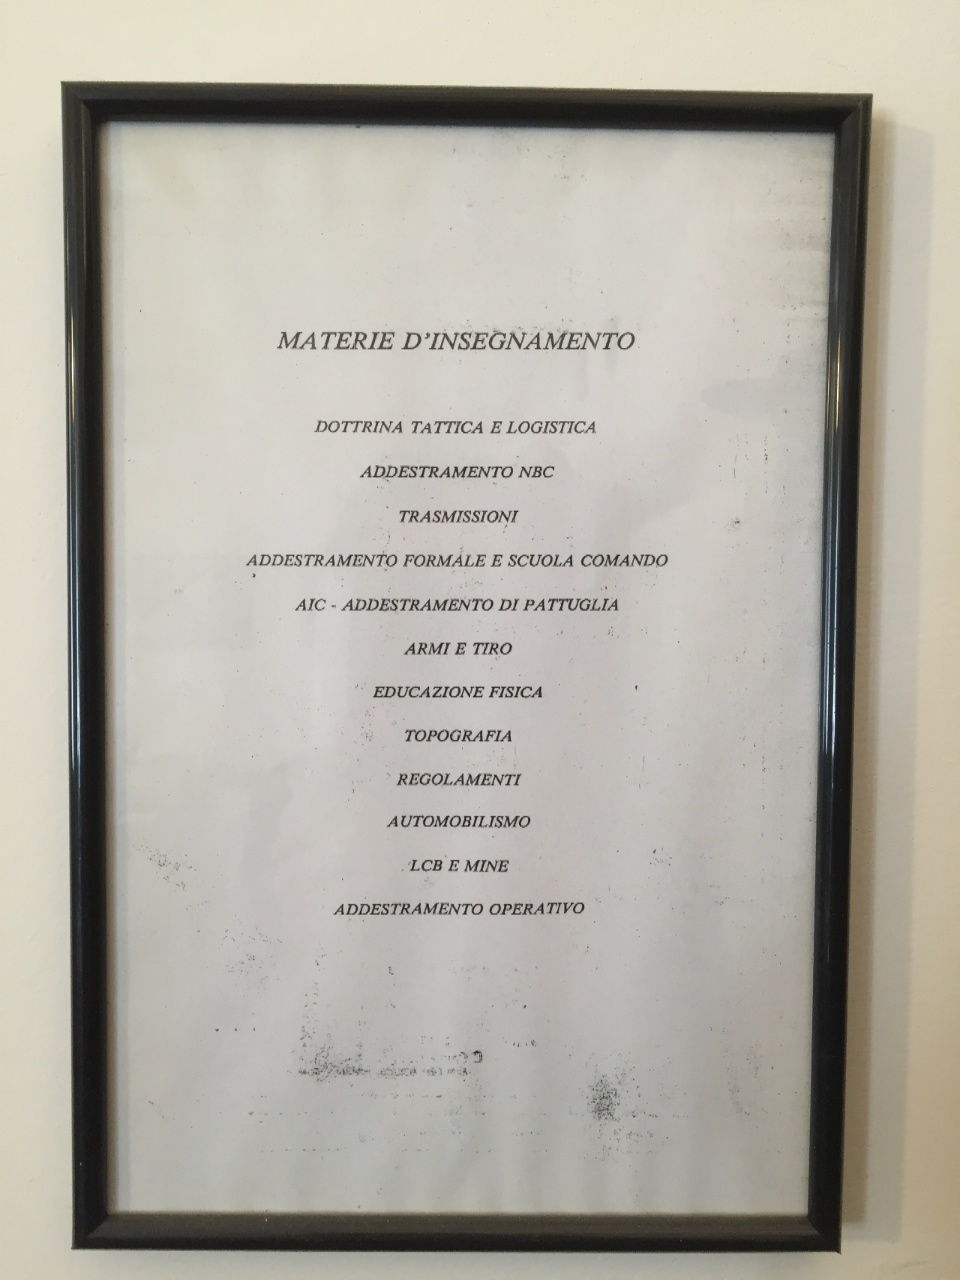 MATERIE D'INSEGNAMENTO
DOTTRINA TATTICA E LOGISTICA
ADDESTRAMENTO NBC
TRASMISSIONI
ADDESTRAMENTO FORMALE E SCUOLA COMANDO
AIC - ADDESTRAMENTO DI PATTUGLIA
ARMI E TIRO
EDUCAZIONE FISICA
TOPOGRAFIA
REGOLAMENTI
AUTOMOBILISMO
LCB E MINE
ADDESTRAMENTO OPERATIVO